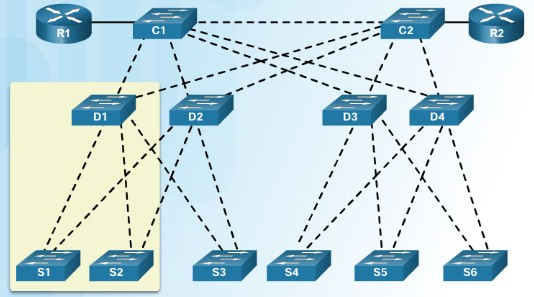 R1 C1 C2 R2
D1 D2 D3 D4
S1 S2 S3 S4 S5 S6